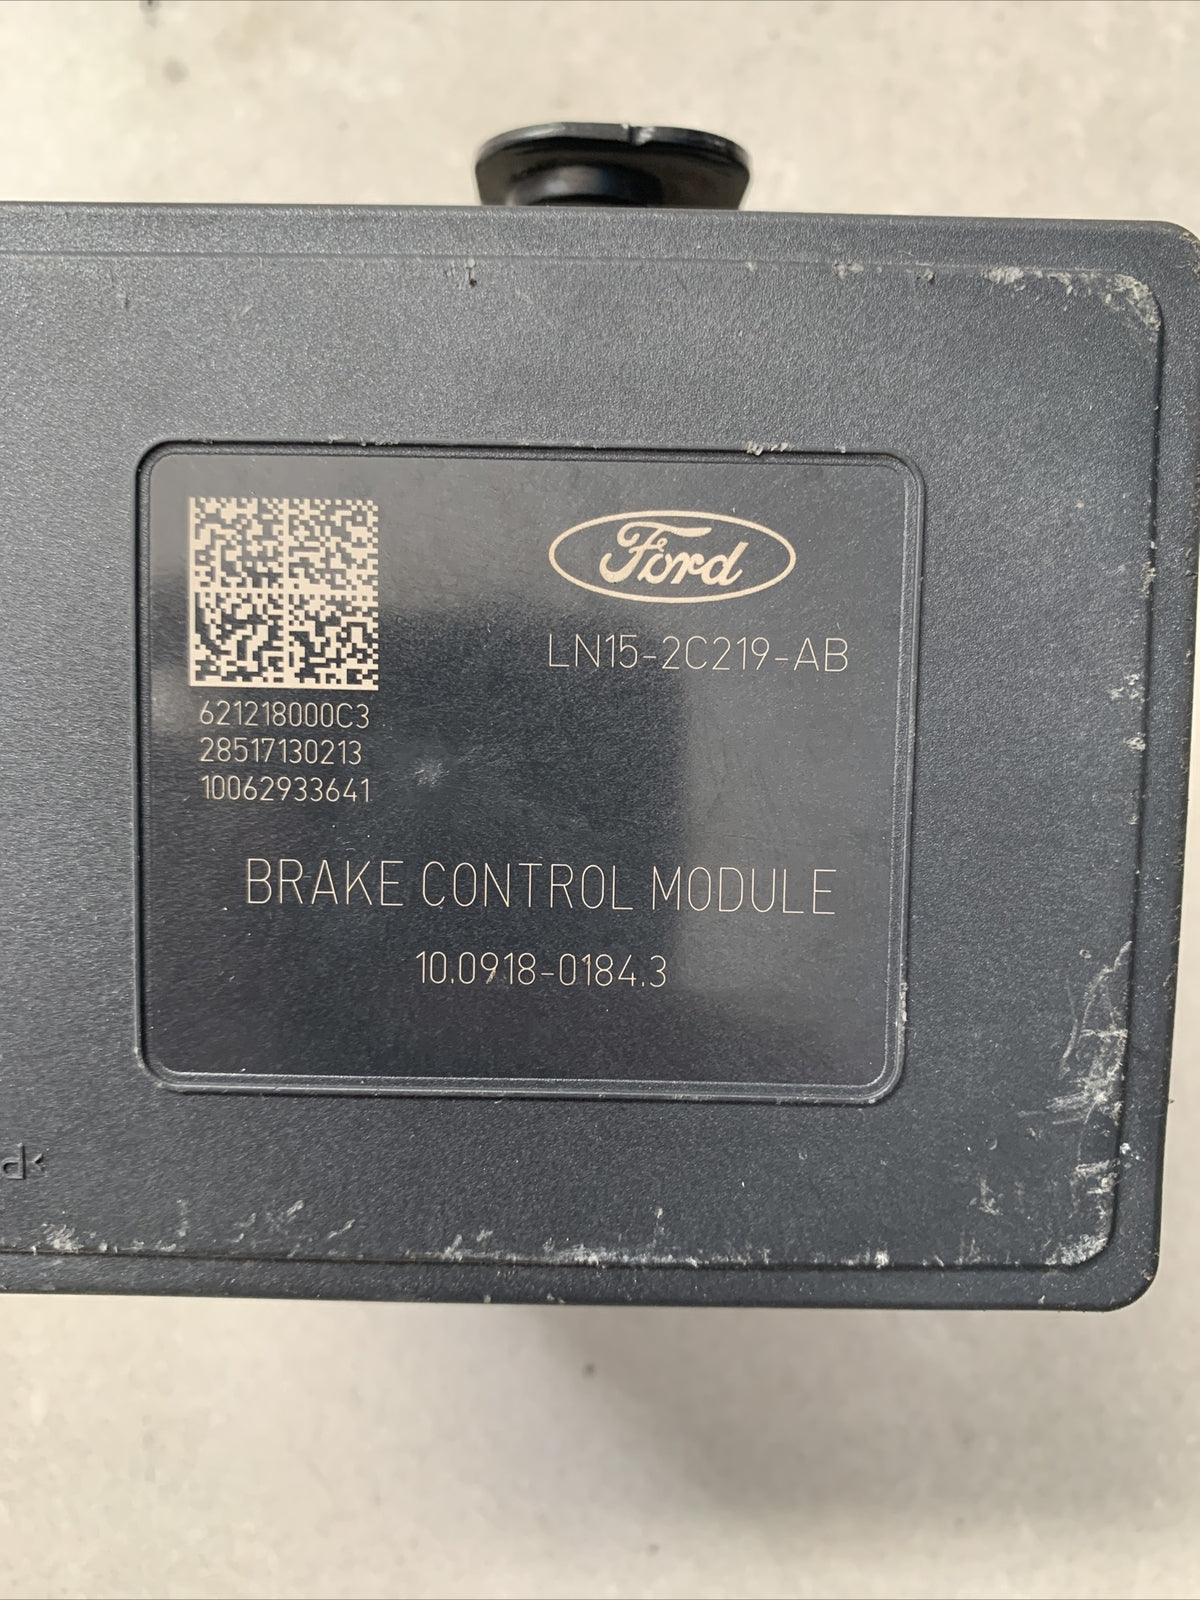 Ford
LN15-2C219-AB
621218000C3
28517130213
10062933641
BRAKE CONTROL MODULE
10.0918-0184.3